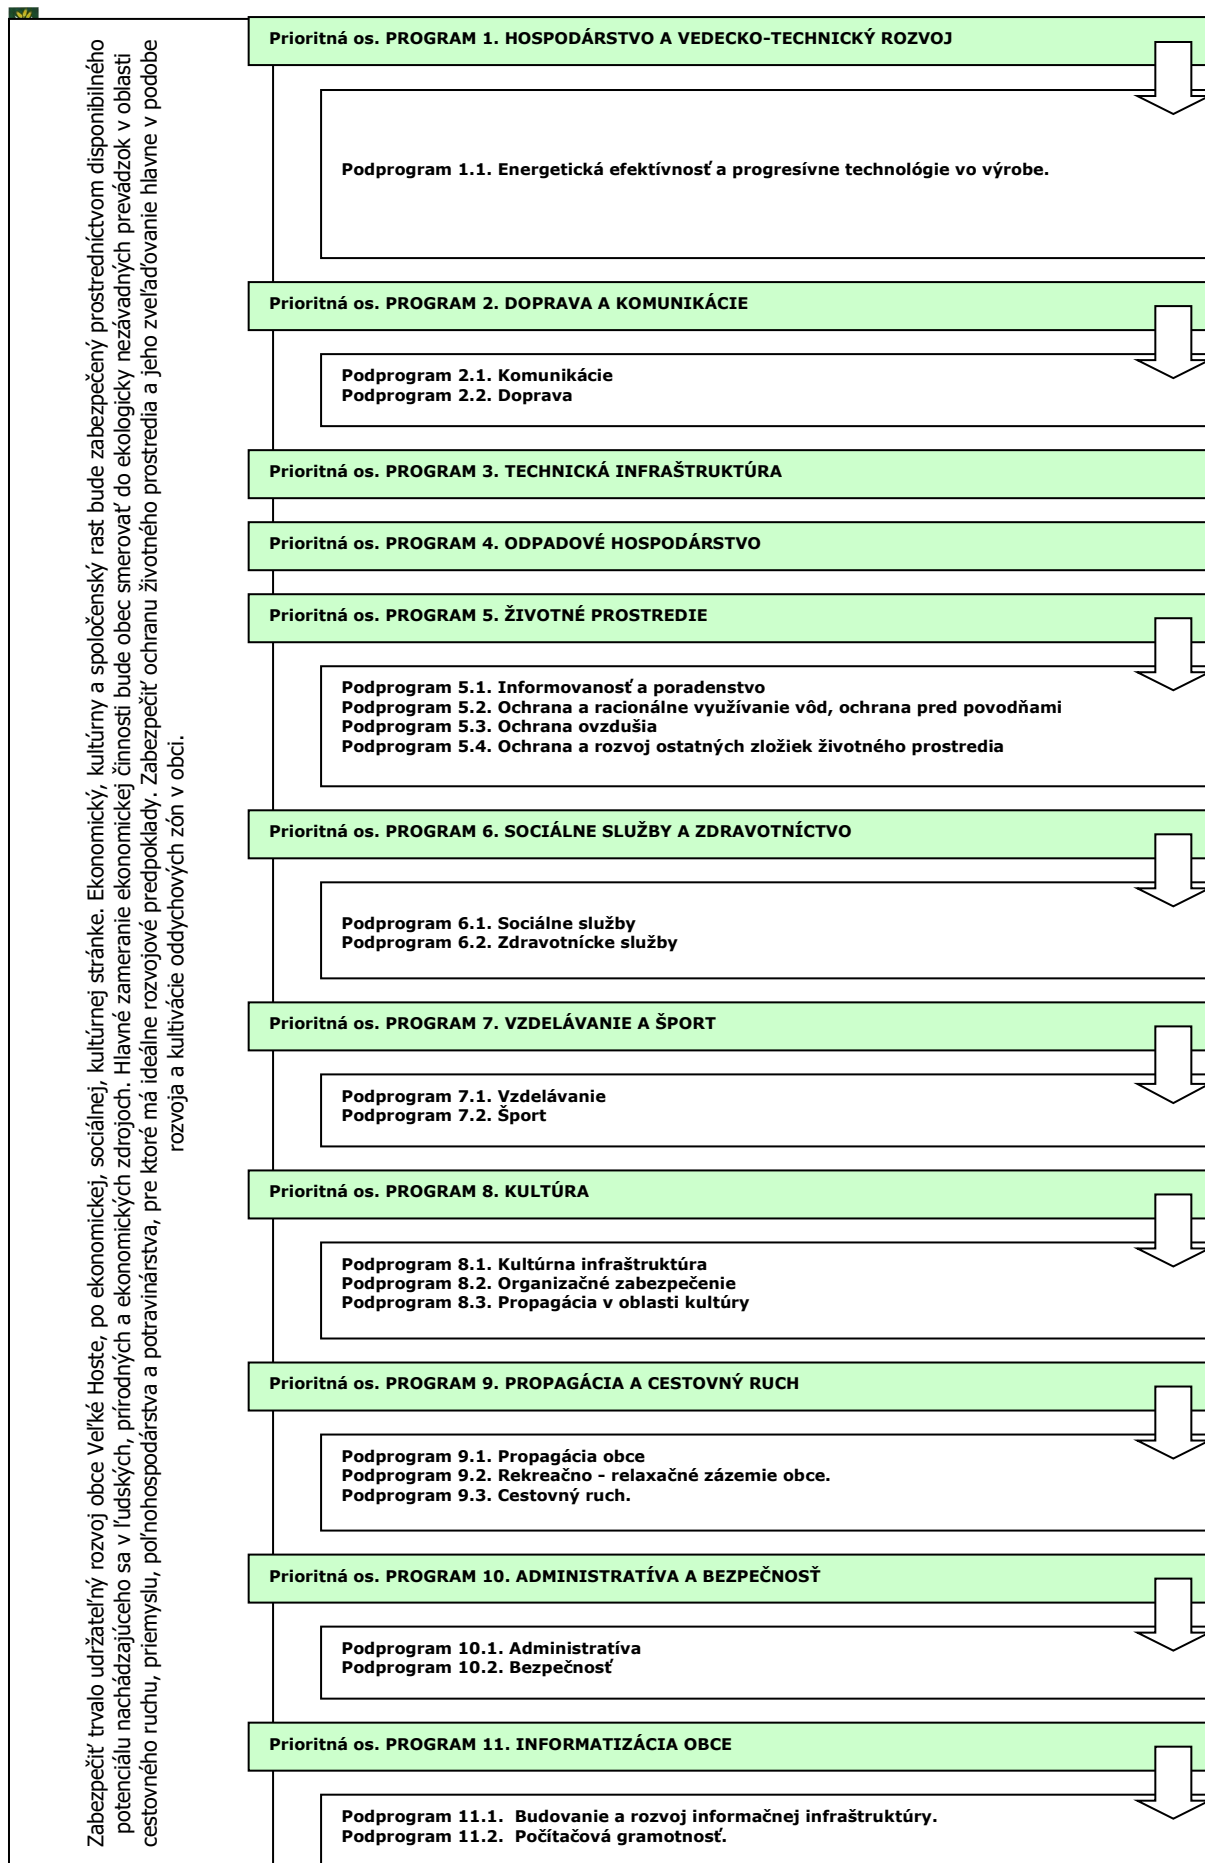 Zabezpečiť trvalo udržateľný rozvoj obce Veľké Hoste, po ekonomickej, sociálnej, kultúrnej stránke. Ekonomický, kultúrny a spoločenský rast bude zabezpečený prostredníctvom disponibilného
potenciálu nachádzajúceho sa v ľudských, prírodných a ekonomických zdrojoch. Hlavné zameranie ekonomickej činnosti bude obec smerovať do ekologicky nezávadných prevádzok v oblasti
cestovného ruchu, priemyslu, poľnohospodárstva a potravinárstva, pre ktoré má ideálne rozvojové predpoklady. Zabezpečiť ochranu životného prostredia a jeho zveľaďovanie hlavne v podobe
rozvoja a kultivácie oddychových zón v obci.
Prioritná os. PROGRAM 1. HOSPODÁRSTVO A VEDECKO-TECHNICKÝ ROZVOJ
Podprogram 1.1. Energetická efektívnosť a progresívne technológie vo výrobe.
Prioritná os. PROGRAM 2. DOPRAVA A KOMUNIKÁCIE
Podprogram 2.1. Komunikácie
Podprogram 2.2. Doprava
Prioritná os. PROGRAM 3. TECHNICKÁ INFRAŠTRUKTÚRA
Prioritná os. PROGRAM 4. ODPADOVÉ HOSPODÁRSTVO
Prioritná os. PROGRAM 5. ŽIVOTNÉ PROSTREDIE
Podprogram 5.1. Informovanosť a poradenstvo
Podprogram 5.2. Ochrana a racionálne využívanie vôd, ochrana pred povodňami
Podprogram 5.3. Ochrana ovzdušia
Podprogram 5.4. Ochrana a rozvoj ostatných zložiek životného prostredia
Prioritná os. PROGRAM 6. SOCIÁLNE SLUŽBY A ZDRAVOTNÍCTVO
Podprogram 6.1. Sociálne služby
Podprogram 6.2. Zdravotnícke služby
Prioritná os. PROGRAM 7. VZDELÁVANIE A ŠPORT
Podprogram 7.1. Vzdelávanie
Podprogram 7.2. Šport
Prioritná os. PROGRAM 8. KULTÚRA
Podprogram 8.1. Kultúrna infraštruktúra
Podprogram 8.2. Organizačné zabezpečenie
Podprogram 8.3. Propagácia v oblasti kultúry
Prioritná os. PROGRAM 9. PROPAGÁCIA A CESTOVNÝ RUCH
Podprogram 9.1. Propagácia obce
Podprogram 9.2. Rekreačno - relaxačné zázemie obce.
Podprogram 9.3. Cestovný ruch.
Prioritná os. PROGRAM 10. ADMINISTRATÍVA A BEZPEČNOSŤ
Podprogram 10.1. Administratíva
Podprogram 10.2. Bezpečnosť
Prioritná os. PROGRAM 11. INFORMATIZÁCIA OBCE
Podprogram 11.1. Budovanie a rozvoj informačnej infraštruktúry.
Podprogram 11.2. Počítačová gramotnosť.